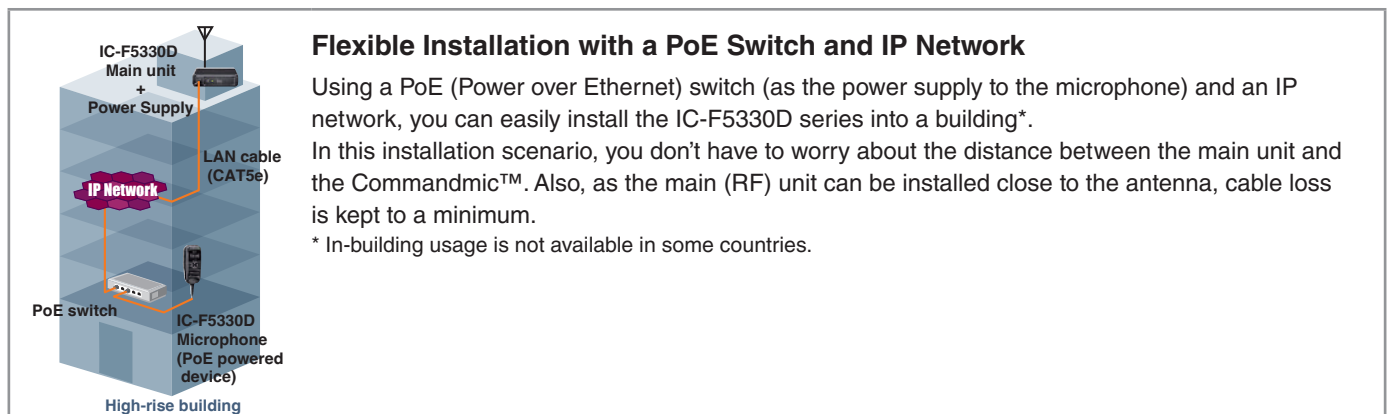 IC-F5330D
Main unit
+
Power Supply
LAN cable
(CAT5e)
IP Network
PoE switch
IC-F5330D
Microphone
(PoE powered
device)
High-rise building
Flexible Installation with a PoE Switch and IP Network
Using a PoE (Power over Ethernet) switch (as the power supply to the microphone) and an IP
network, you can easily install the IC-F5330D series into a building*.
In this installation scenario, you don’t have to worry about the distance between the main unit and
the Commandmic™. Also, as the main (RF) unit can be installed close to the antenna, cable loss
is kept to a minimum.
* In-building usage is not available in some countries.